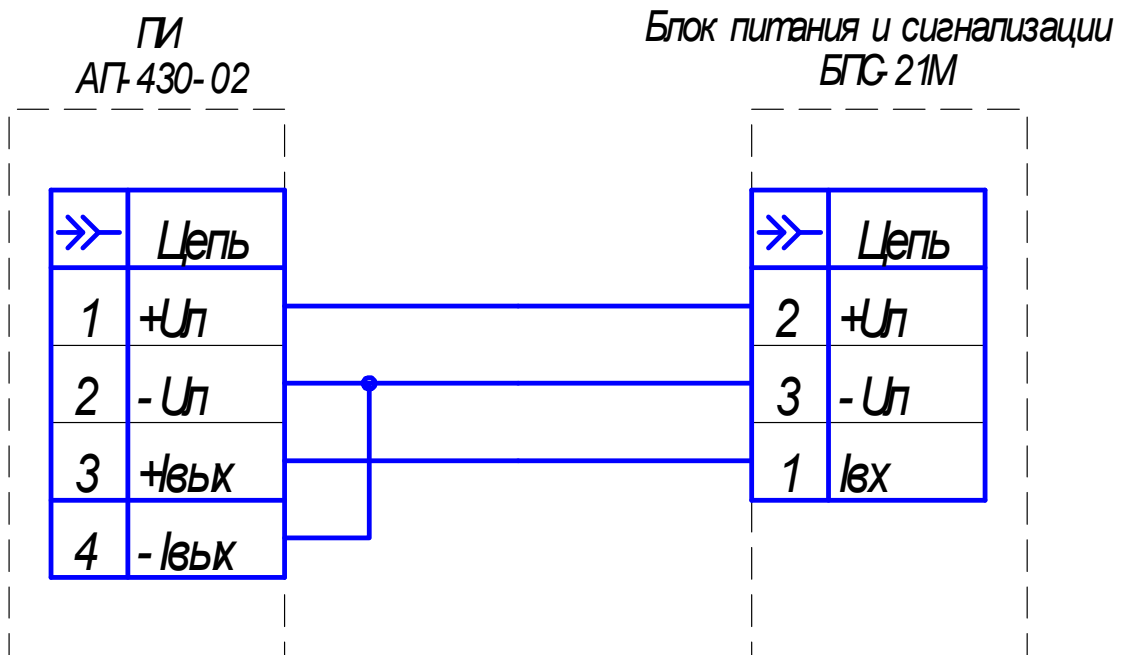 ПИ
АП-430-02
Блок питания и сигнализации
БПС-21М
Цепь
1 +Uп
2 -Uп
3 +Iвых
4 -Iвых
Цепь
2 +Uп
3 -Uп
1 Iвх